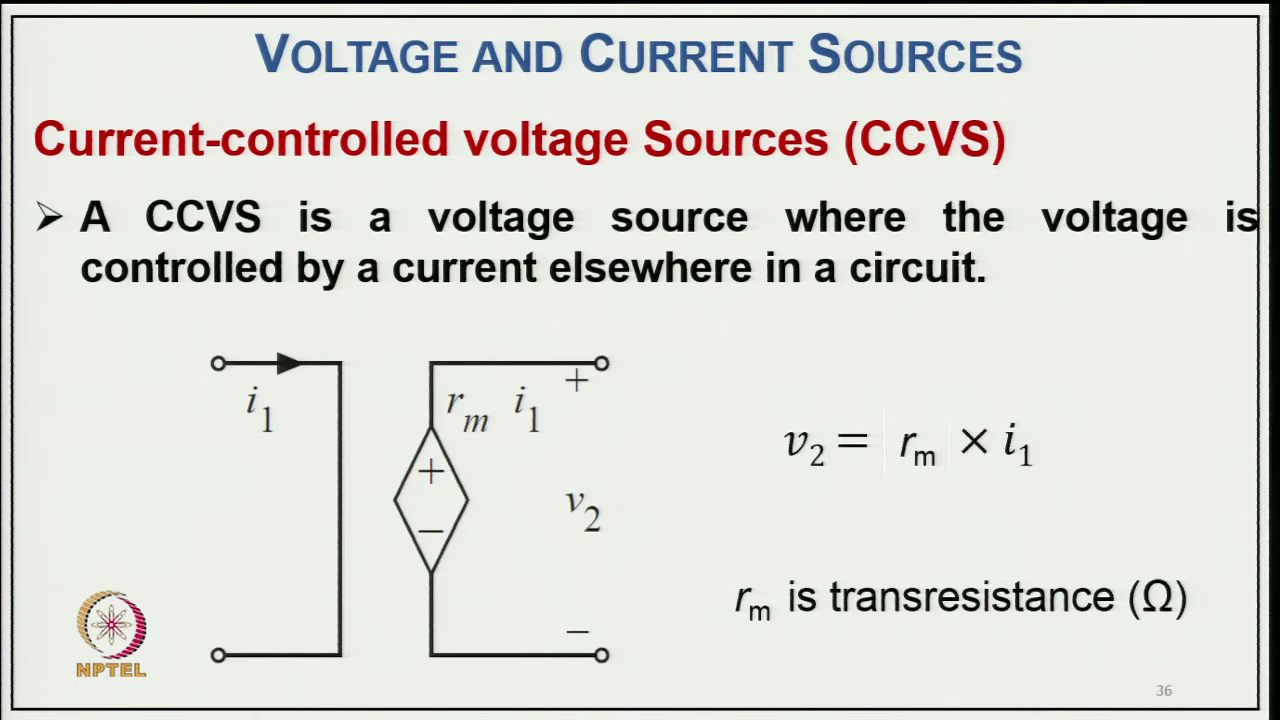 VOLTAGE AND CURRENT SOURCES
Current-controlled voltage Sources (CCVS)
➢ A CCVS is a voltage source where the voltage is
controlled by a current elsewhere in a circuit.
i₁
rₘ i₁
+
+
−
v₂
−
v₂ = rₘ × i₁
rₘ is transresistance (Ω)
NPTEL
36